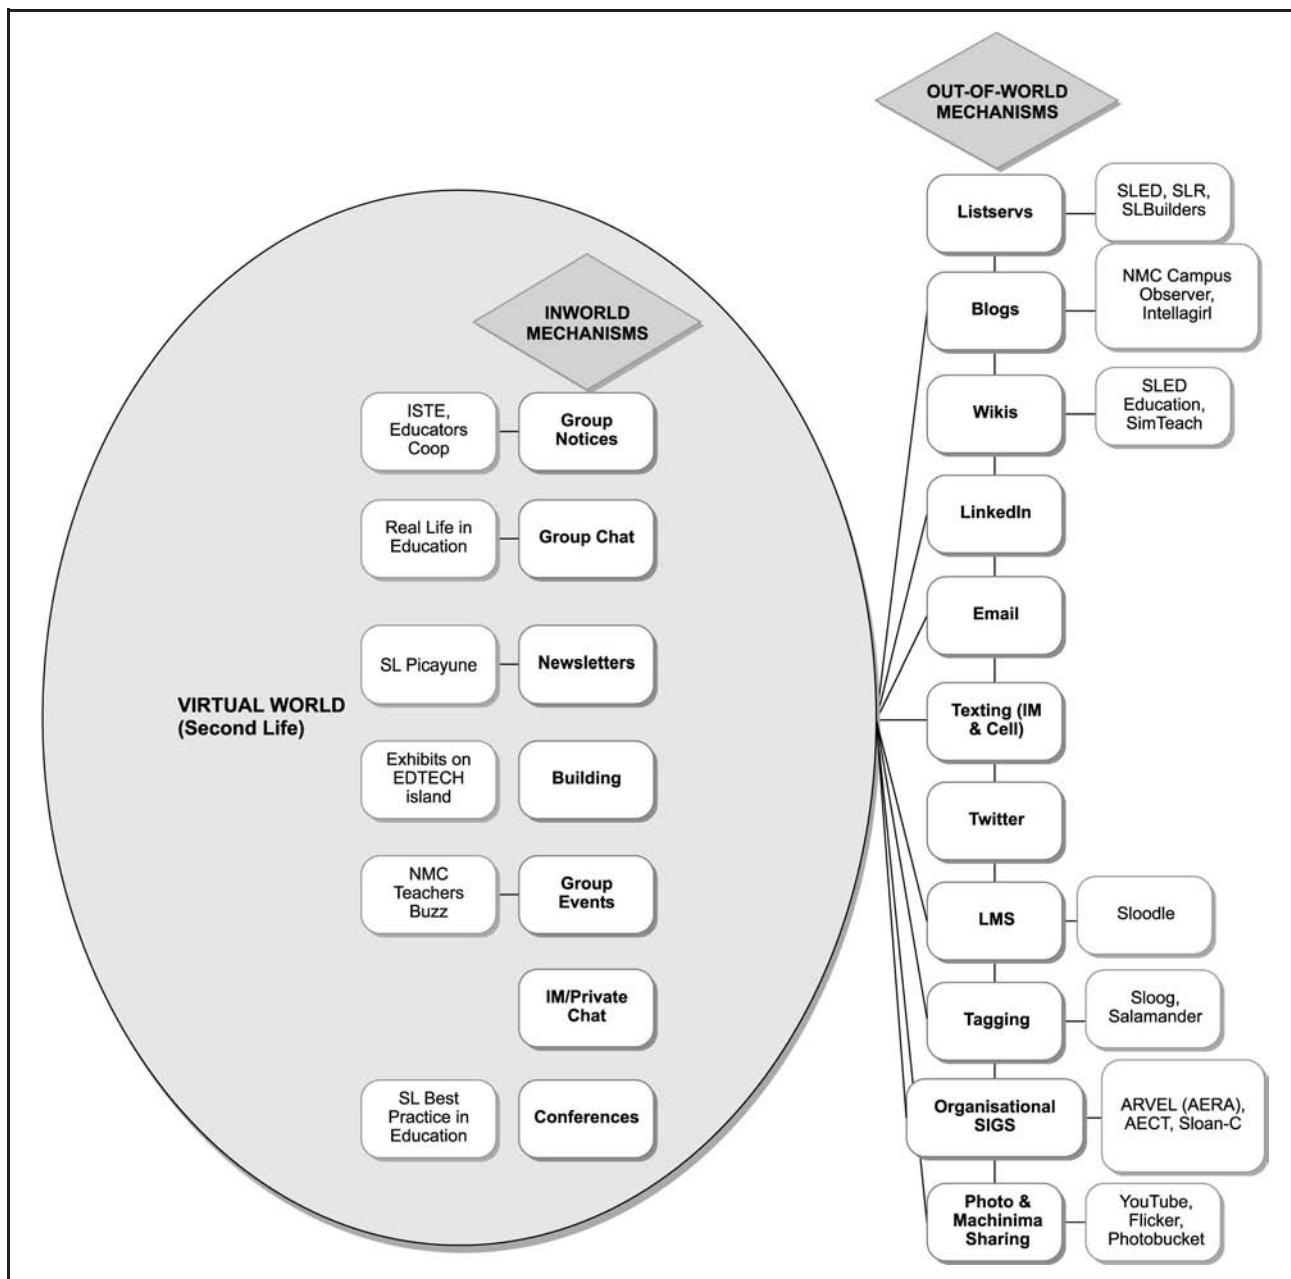 OUT-OF-WORLD
MECHANISMS
Listservs
SLED, SLR,
SLBuilders
Blogs
NMC Campus
Observer,
Intellagirl
Wikis
SLED
Education,
SimTeach
LinkedIn
Email
Texting (IM
& Cell)
Twitter
LMS
Sloodle
Tagging
Sloog,
Salamander
Organisational
SIGS
ARVEL (AERA),
AECT, Sloan-C
Photo &
Machinima
Sharing
YouTube,
Flicker,
Photobucket
VIRTUAL WORLD
(Second Life)
INWORLD
MECHANISMS
ISTE,
Educators
Coop
Group
Notices
Real Life in
Education
Group Chat
SL Picayune
Newsletters
Exhibits on
EDTECH
island
Building
NMC
Teachers
Buzz
Group
Events
IM/Private
Chat
SL Best
Practice in
Education
Conferences